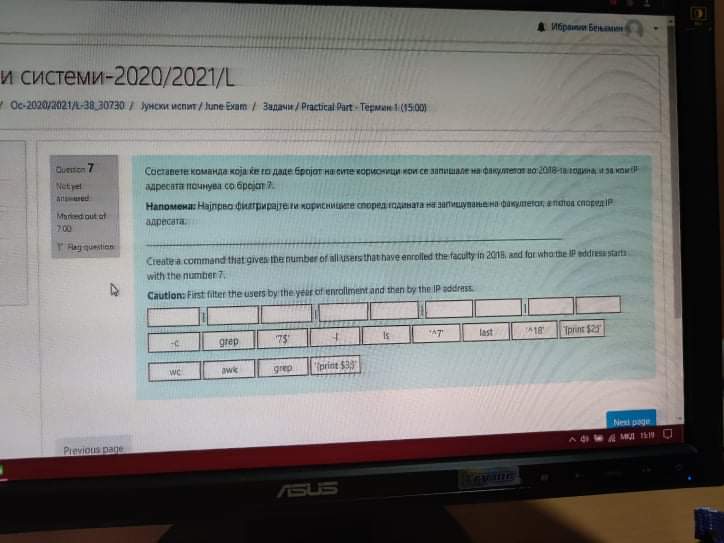 Ибраими Бењамин
и системи-2020/2021/L
/ Ос-2020/2021/L-38_30730 / Јунски испит / June Exam / Задачи / Practical Part - Термин 1 (15:00)
Question 7
Not yet
answered
Marked out of
7.00
Flag question
Составете команда која ќе го даде бројот на сите корисници кои се запишале на факултетот во 2018-та година, и за кои IP
адресата почнува со бројот 7.
Напомена: Најпрво филтрирајте ги корисниците според годината на запишување на факултетот, а потоа според IP
адресата.
Create a command that gives the number of all users that have enrolled the faculty in 2018, and for who the IP address starts
with the number 7.
Caution: First filter the users by the year of enrollment and then by the IP address.
| | | |
-c grep '7$' -l ls '^7' last '^18' '{print $2}'
wc awk grep '{print $3}'
Previous page
Next page
МКД 15:19
ASUS